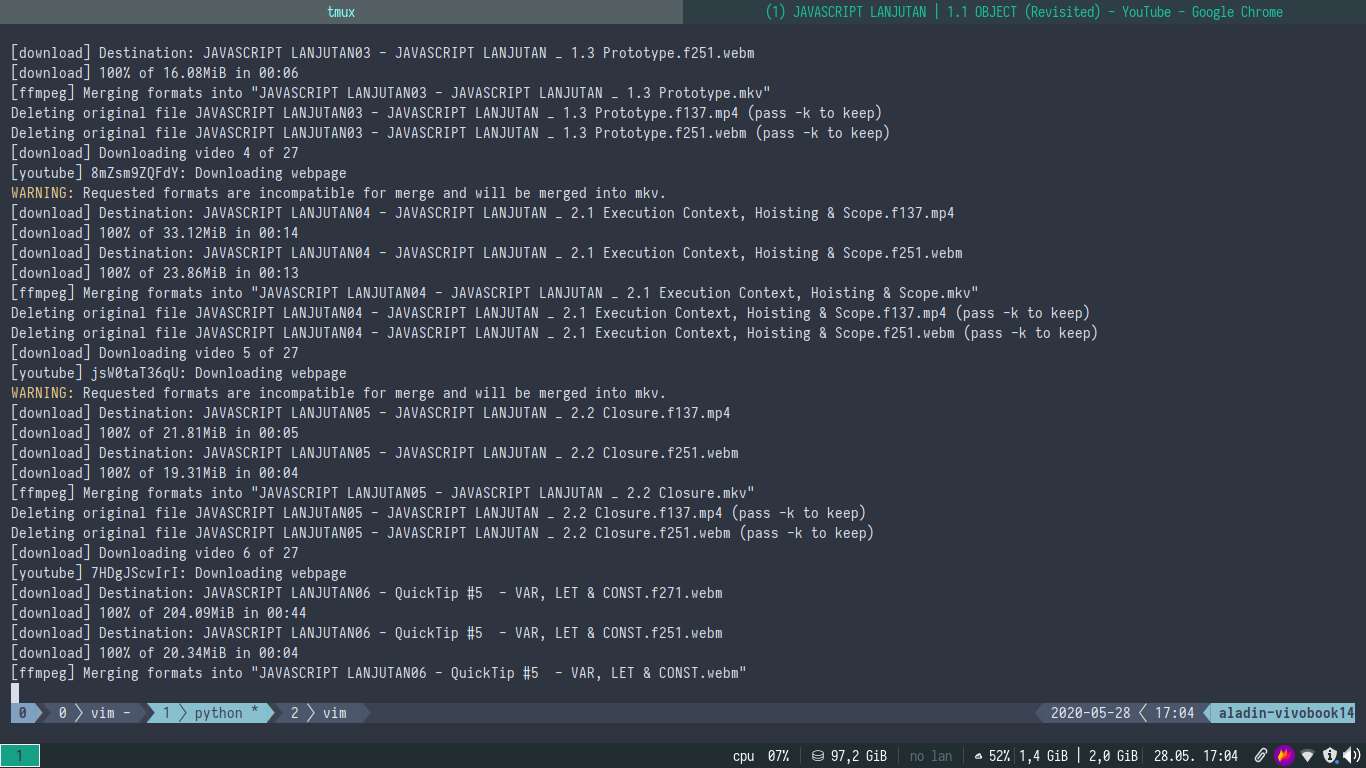 tmux
(1) JAVASCRIPT LANJUTAN | 1.1 OBJECT (Revisited) - YouTube - Google Chrome
[download] Destination: JAVASCRIPT LANJUTAN03 - JAVASCRIPT LANJUTAN _ 1.3 Prototype.f251.webm
[download] 100% of 16.08MiB in 00:06
[ffmpeg] Merging formats into "JAVASCRIPT LANJUTAN03 - JAVASCRIPT LANJUTAN _ 1.3 Prototype.mkv"
Deleting original file JAVASCRIPT LANJUTAN03 - JAVASCRIPT LANJUTAN _ 1.3 Prototype.f137.mp4 (pass -k to keep)
Deleting original file JAVASCRIPT LANJUTAN03 - JAVASCRIPT LANJUTAN _ 1.3 Prototype.f251.webm (pass -k to keep)
[download] Downloading video 4 of 27
[youtube] 8mZsm9ZQFdY: Downloading webpage
WARNING: Requested formats are incompatible for merge and will be merged into mkv.
[download] Destination: JAVASCRIPT LANJUTAN04 - JAVASCRIPT LANJUTAN _ 2.1 Execution Context, Hoisting & Scope.f137.mp4
[download] 100% of 33.12MiB in 00:14
[download] Destination: JAVASCRIPT LANJUTAN04 - JAVASCRIPT LANJUTAN _ 2.1 Execution Context, Hoisting & Scope.f251.webm
[download] 100% of 23.86MiB in 00:13
[ffmpeg] Merging formats into "JAVASCRIPT LANJUTAN04 - JAVASCRIPT LANJUTAN _ 2.1 Execution Context, Hoisting & Scope.mkv"
Deleting original file JAVASCRIPT LANJUTAN04 - JAVASCRIPT LANJUTAN _ 2.1 Execution Context, Hoisting & Scope.f137.mp4 (pass -k to keep)
Deleting original file JAVASCRIPT LANJUTAN04 - JAVASCRIPT LANJUTAN _ 2.1 Execution Context, Hoisting & Scope.f251.webm (pass -k to keep)
[download] Downloading video 5 of 27
[youtube] jsW0taT36qU: Downloading webpage
WARNING: Requested formats are incompatible for merge and will be merged into mkv.
[download] Destination: JAVASCRIPT LANJUTAN05 - JAVASCRIPT LANJUTAN _ 2.2 Closure.f137.mp4
[download] 100% of 21.81MiB in 00:05
[download] Destination: JAVASCRIPT LANJUTAN05 - JAVASCRIPT LANJUTAN _ 2.2 Closure.f251.webm
[download] 100% of 19.31MiB in 00:04
[ffmpeg] Merging formats into "JAVASCRIPT LANJUTAN05 - JAVASCRIPT LANJUTAN _ 2.2 Closure.mkv"
Deleting original file JAVASCRIPT LANJUTAN05 - JAVASCRIPT LANJUTAN _ 2.2 Closure.f137.mp4 (pass -k to keep)
Deleting original file JAVASCRIPT LANJUTAN05 - JAVASCRIPT LANJUTAN _ 2.2 Closure.f251.webm (pass -k to keep)
[download] Downloading video 6 of 27
[youtube] 7HDgJScwIrI: Downloading webpage
[download] Destination: JAVASCRIPT LANJUTAN06 - QuickTip #5  - VAR, LET & CONST.f271.webm
[download] 100% of 204.09MiB in 00:44
[download] Destination: JAVASCRIPT LANJUTAN06 - QuickTip #5  - VAR, LET & CONST.f251.webm
[download] 100% of 20.34MiB in 00:04
[ffmpeg] Merging formats into "JAVASCRIPT LANJUTAN06 - QuickTip #5  - VAR, LET & CONST.webm"
0 0 vim - 1 python * 2 vim 2020-05-28 17:04 aladin-vivobook14
1 cpu 07% | 97,2 GiB | no lan | 52% | 1,4 GiB | 2,0 GiB | 28.05. 17:04